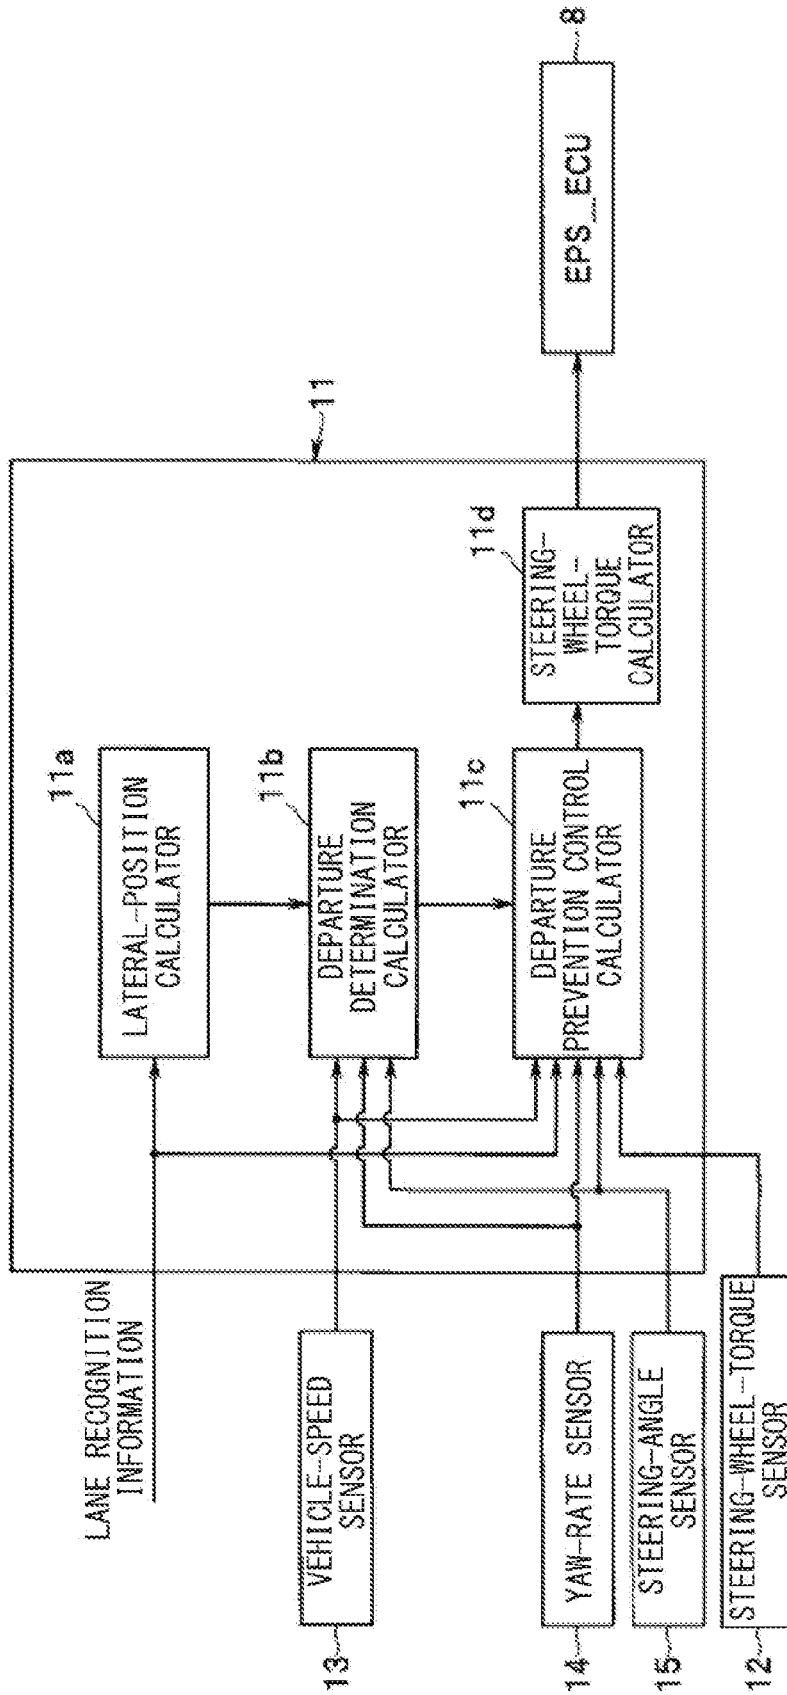 LANE RECOGNITION
INFORMATION
11
11a
LATERAL-POSITION
CALCULATOR
13
VEHICLE-SPEED
SENSOR
11b
DEPARTURE
DETERMINATION
CALCULATOR
14
YAW-RATE SENSOR
11c
DEPARTURE
PREVENTION CONTROL
CALCULATOR
11d
STEERING-
WHEEL-
TORQUE
CALCULATOR
8
EPS_ECU
15
STEERING-ANGLE
SENSOR
12
STEERING-WHEEL-TORQUE
SENSOR